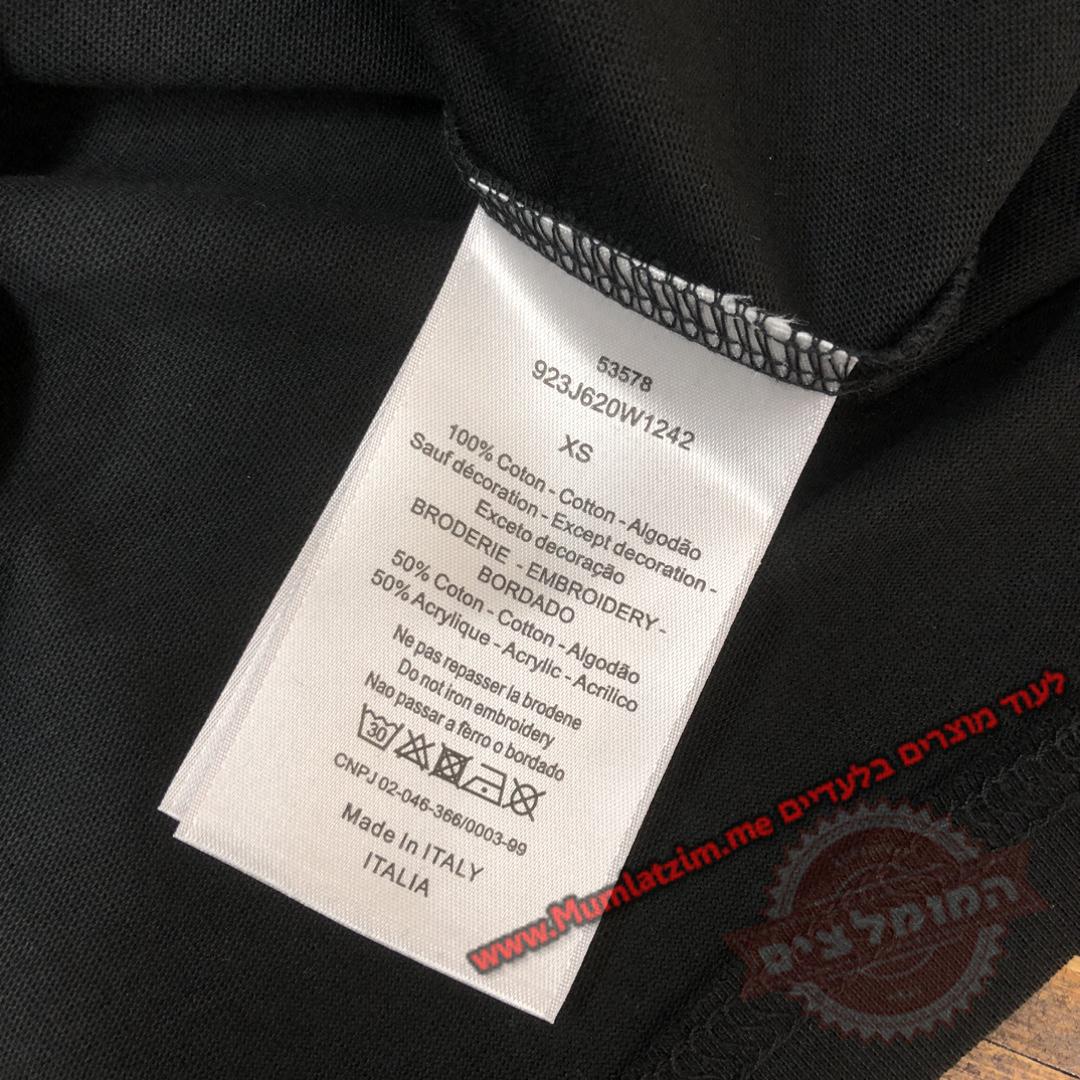 53578
923J620W1242
XS
100% Coton - Cotton - Algodão
Sauf décoration - Except decoration -
Exceto decoração
BRODERIE - EMBROIDERY -
BORDADO
50% Coton - Cotton - Algodão
50% Acrylique - Acrylic - Acrílico
Ne pas repasser la brodene
Do not iron embroidery
Nao passar a ferro o bordado
30
CNPJ 02-046-366/0003-99
Made In ITALY
ITALIA
לעוד מוצרים בלעדיים www.Mumlatzim.me
המומלצים